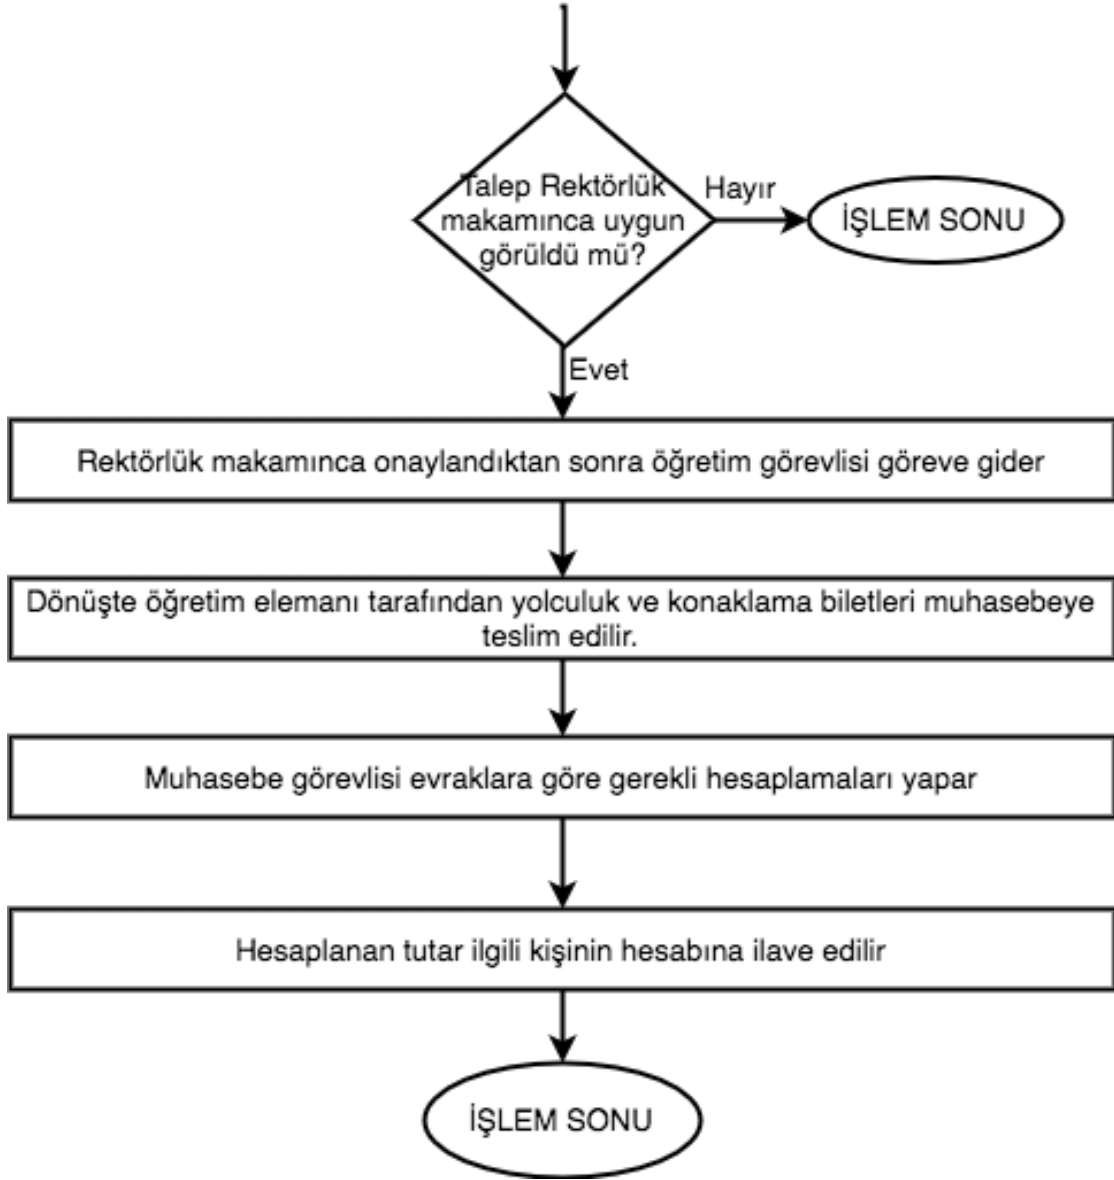 Talep Rektörlük
makamınca uygun
görüldü mü?
Hayır
İŞLEM SONU
Evet
Rektörlük makamınca onaylandıktan sonra öğretim görevlisi göreve gider
Dönüşte öğretim elemanı tarafından yolculuk ve konaklama biletleri muhasebeye
teslim edilir.
Muhasebe görevlisi evraklara göre gerekli hesaplamaları yapar
Hesaplanan tutar ilgili kişinin hesabına ilave edilir
İŞLEM SONU